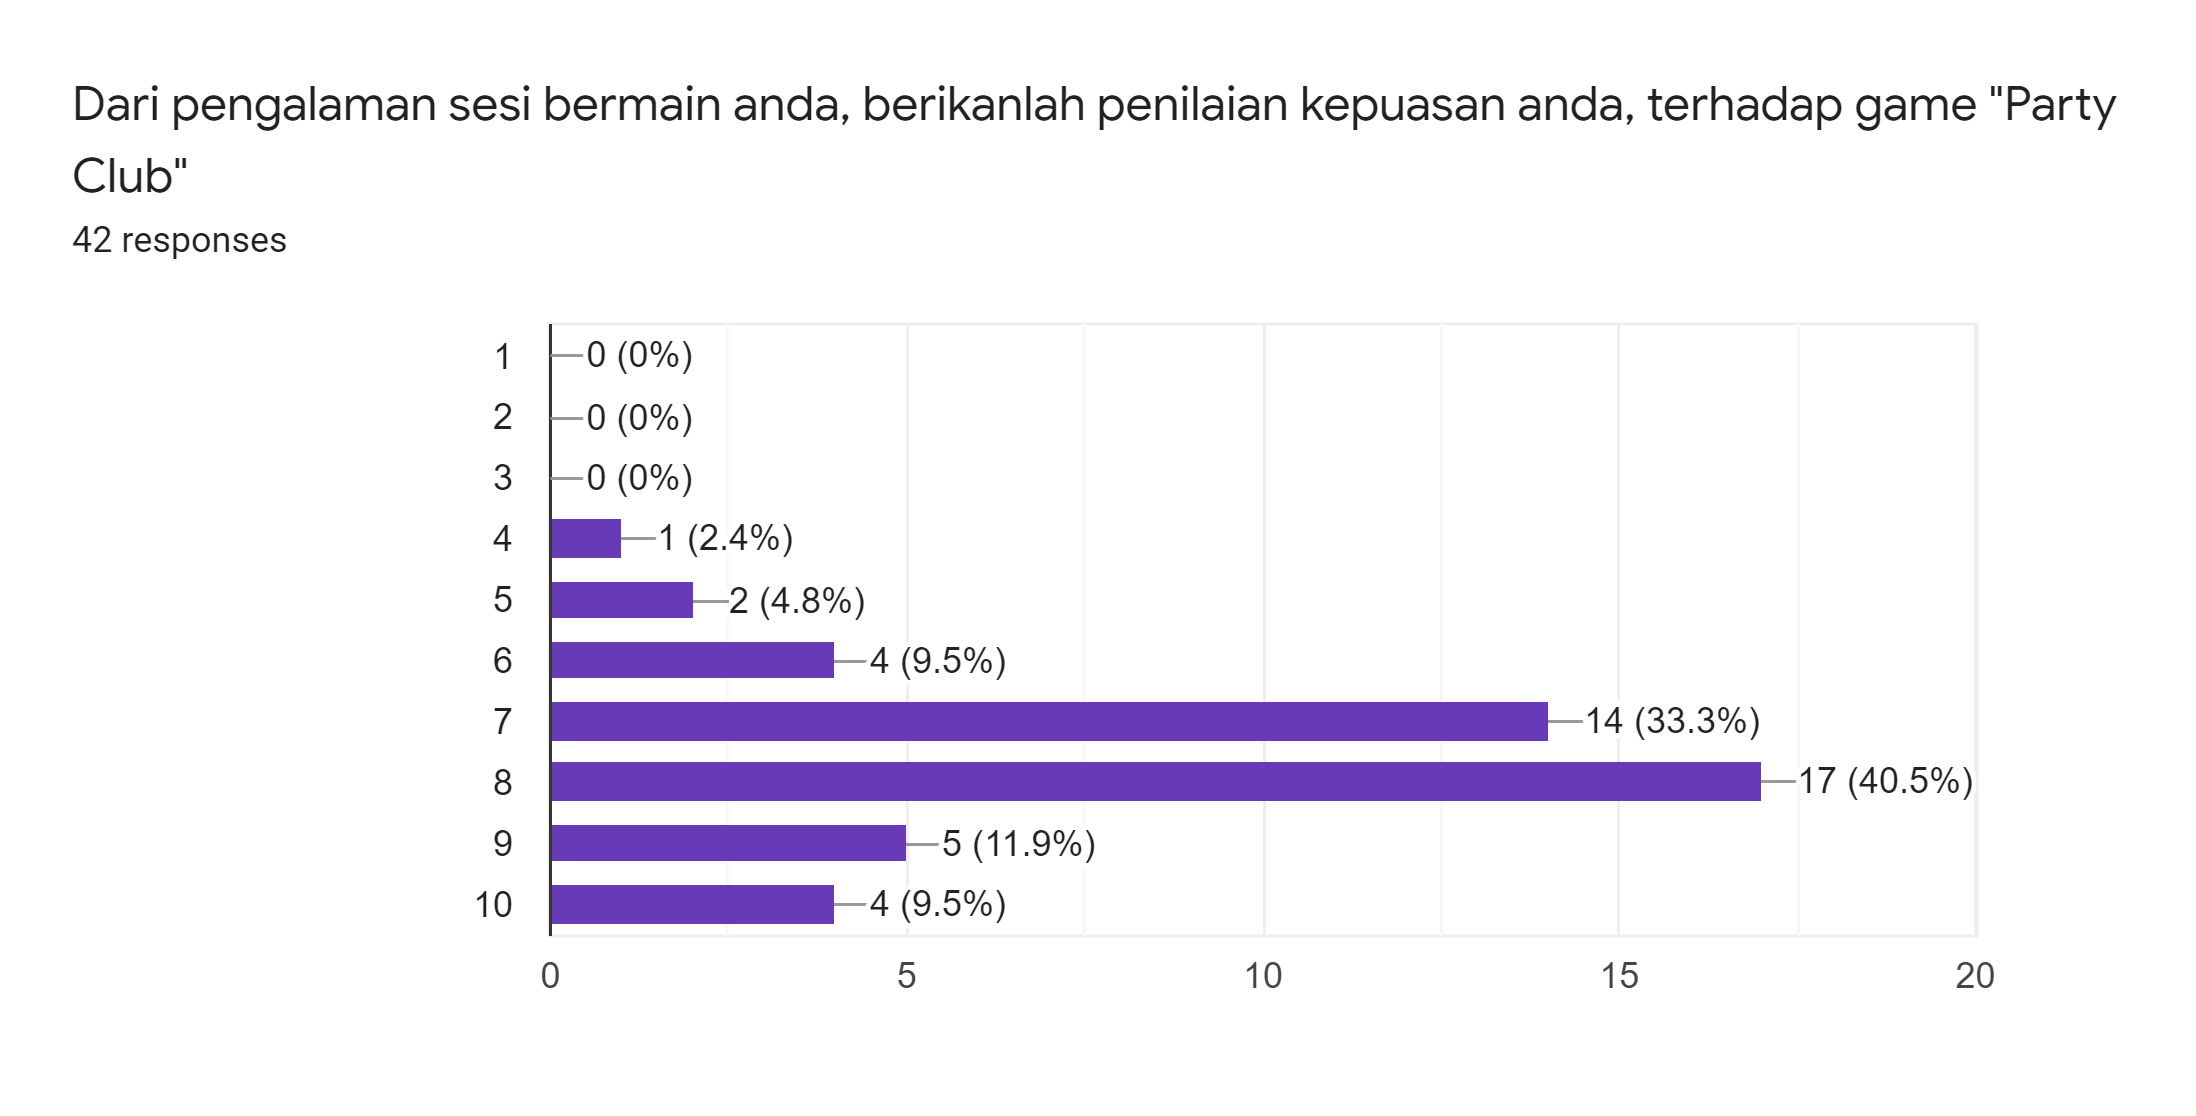 Dari pengalaman sesi bermain anda, berikanlah penilaian kepuasan anda, terhadap game "Party
Club"
42 responses
1 0 (0%)
2 0 (0%)
3 0 (0%)
4 1 (2.4%)
5 2 (4.8%)
6 4 (9.5%)
7 14 (33.3%)
8 17 (40.5%)
9 5 (11.9%)
10 4 (9.5%)
0 5 10 15 20